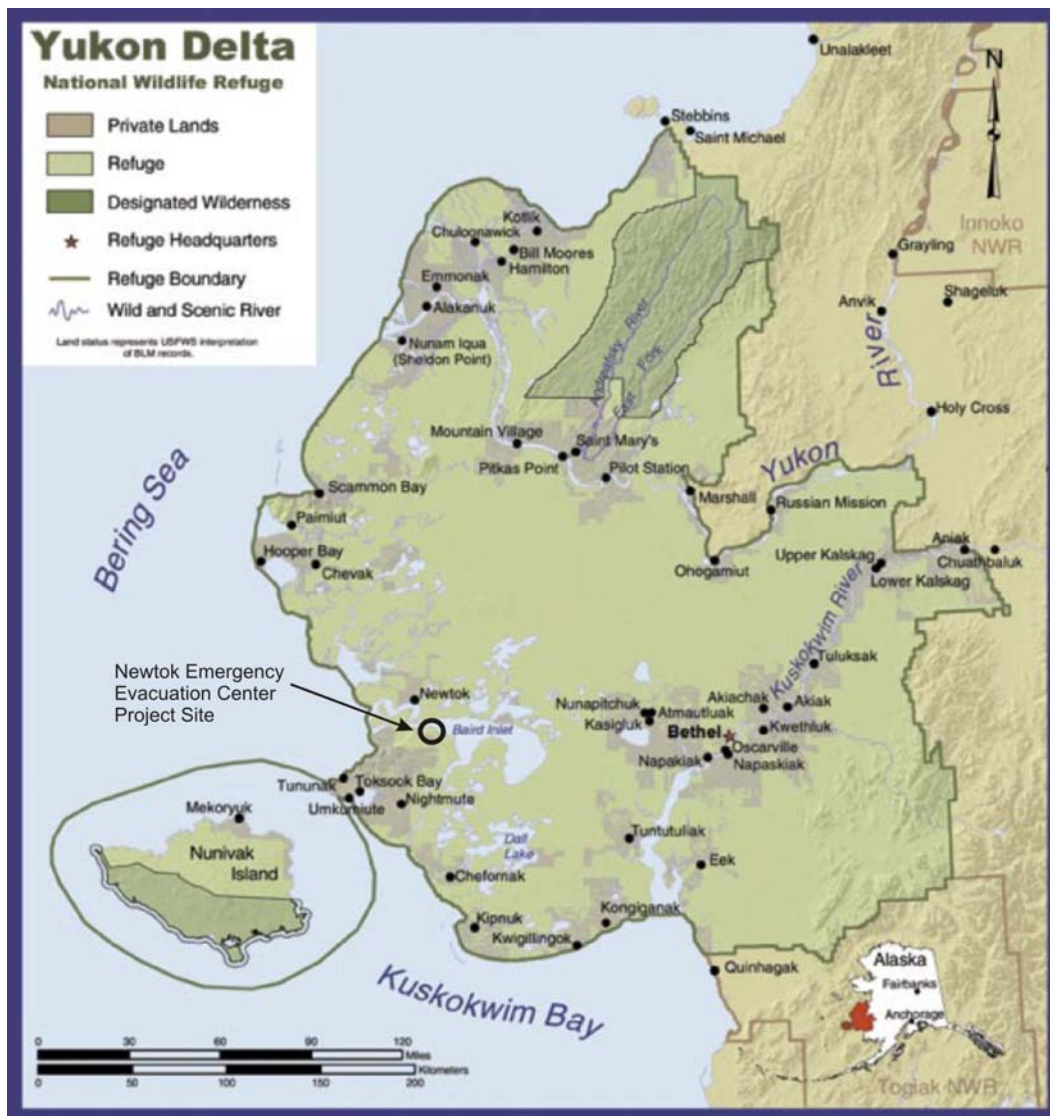 Yukon Delta
National Wildlife Refuge
Private Lands
Refuge
Designated Wilderness
Refuge Headquarters
Refuge Boundary
Wild and Scenic River
Land status represents USFWS interpretation
of BLM records.
Unalakleet
N
Stebbins
Saint Michael
Kotlik
Chuloonawick
Bill Moores
Hamilton
Innoko
NWR
Grayling
Emmonak
Alakanuk
Anvik
Shageluk
River
Nunam Iqua
(Sheldon Point)
Andreafsky River
East Fork
Holy Cross
Mountain Village
Saint Mary's
Pitkas Point
Pilot Station
Yukon
Marshall
Russian Mission
Scammon Bay
Paimiut
Bering Sea
Hooper Bay
Chevak
Ohogamiut
Upper Kalskag
Lower Kalskag
Aniak
Chuathbaluk
Kuskokwim River
Tuluksak
Newtok Emergency
Evacuation Center
Project Site
Newtok
Baird Inlet
Nunapitchuk
Atmautluak
Kasigluk
Akiachak
Akiak
Bethel
Kwethluk
Oscarville
Napakiak
Napaskiak
Tununak
Toksook Bay
Umkumiute
Nightmute
Mekoryuk
Nunivak
Island
Dall
Lake
Tuntutuliak
Eek
Chefornak
Kipnuk
Kongiganak
Kwigillingok
Quinhagak
Kuskokwim Bay
Alaska
Fairbanks
Anchorage
Togiak NWR
0 30 60 90 120
Miles
Kilometers
0 50 100 150 200